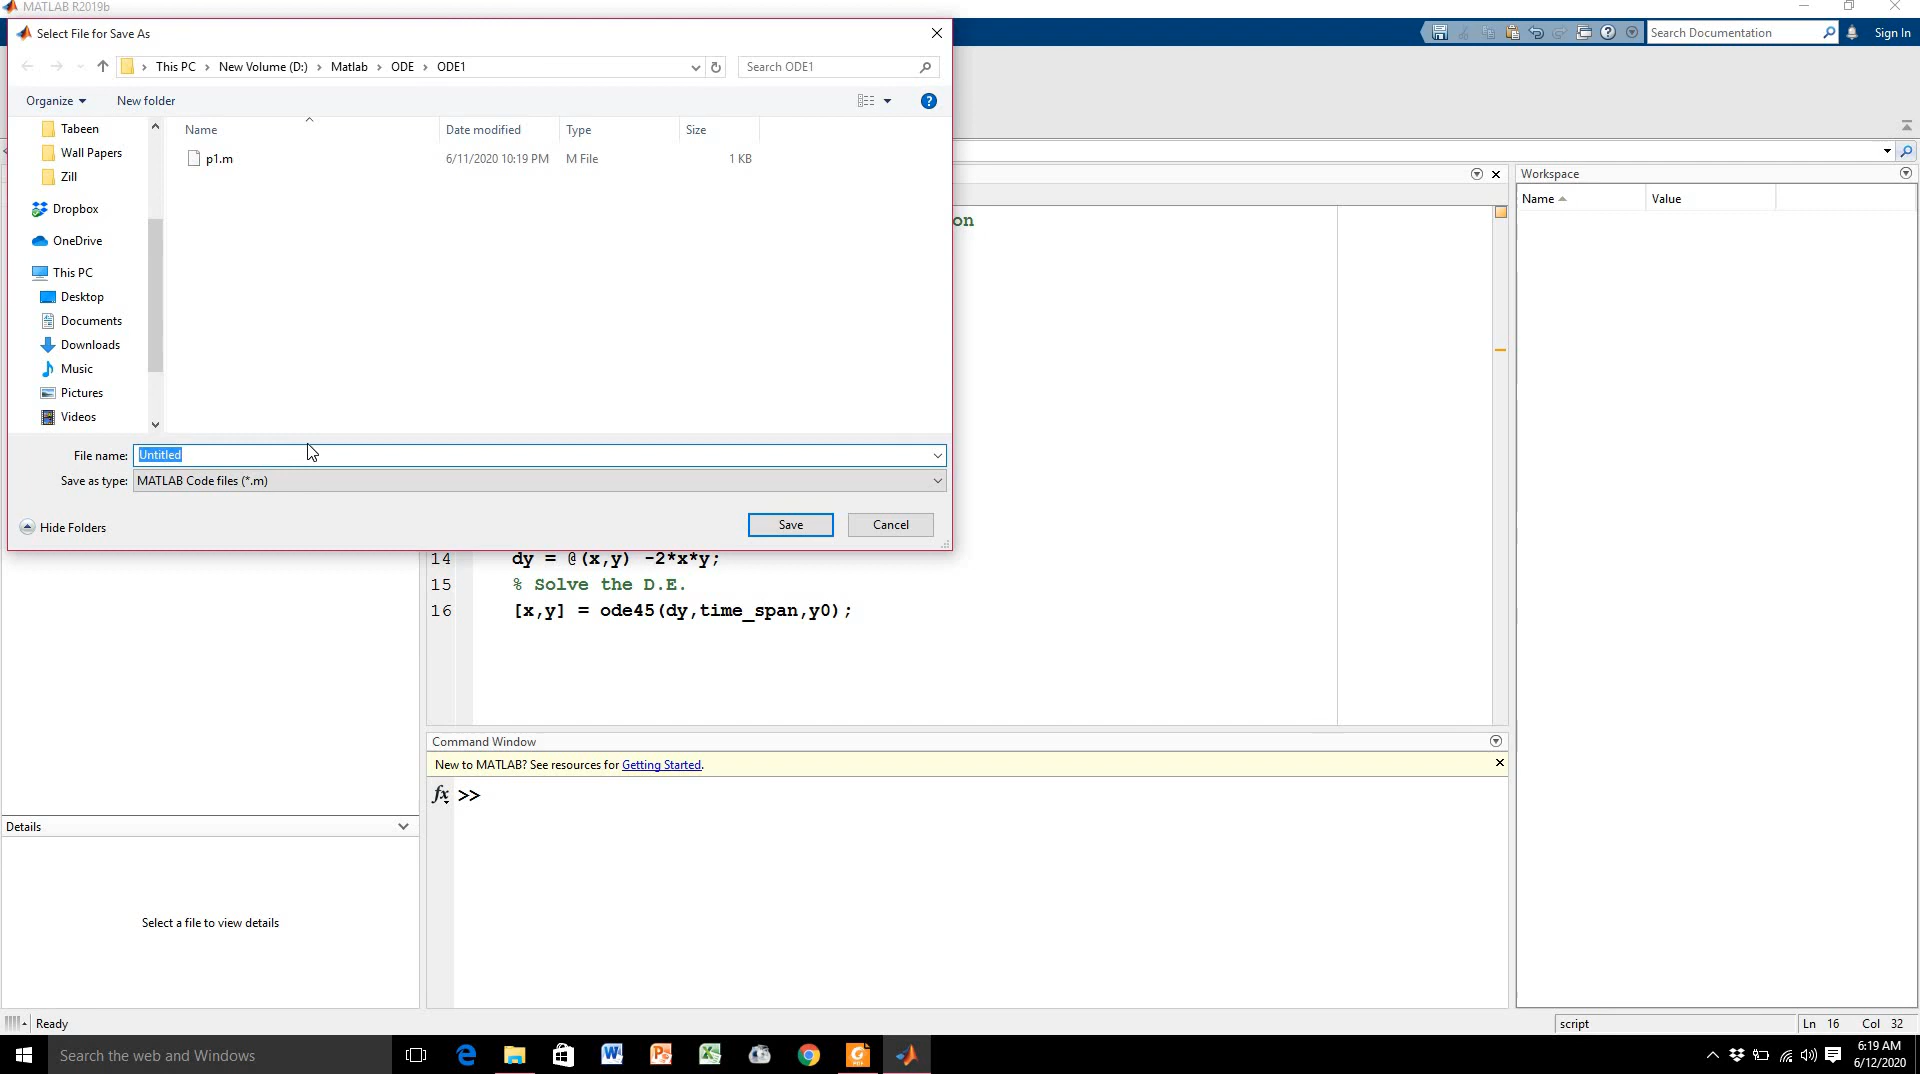 MATLAB R2019b
Select File for Save As
This PC > New Volume (D:) > Matlab > ODE > ODE1
Search ODE1
Search Documentation
Sign In
Organize
New folder
Name
Date modified
Type
Size
p1.m
6/11/2020 10:19 PM
M File
1 KB
Tabeen
Wall Papers
Zill
Dropbox
OneDrive
This PC
Desktop
Documents
Downloads
Music
Pictures
Videos
File name: Untitled
Save as type: MATLAB Code files (*.m)
Hide Folders
Save
Cancel
on
14 dy = @(x,y) -2*x*y;
15 % Solve the D.E.
16 [x,y] = ode45(dy,time_span,y0);
Workspace
Name
Value
Command Window
New to MATLAB? See resources for Getting Started.
fx >>
Details
Select a file to view details
Ready
script
Ln 16 Col 32
Search the web and Windows
6:19 AM
6/12/2020